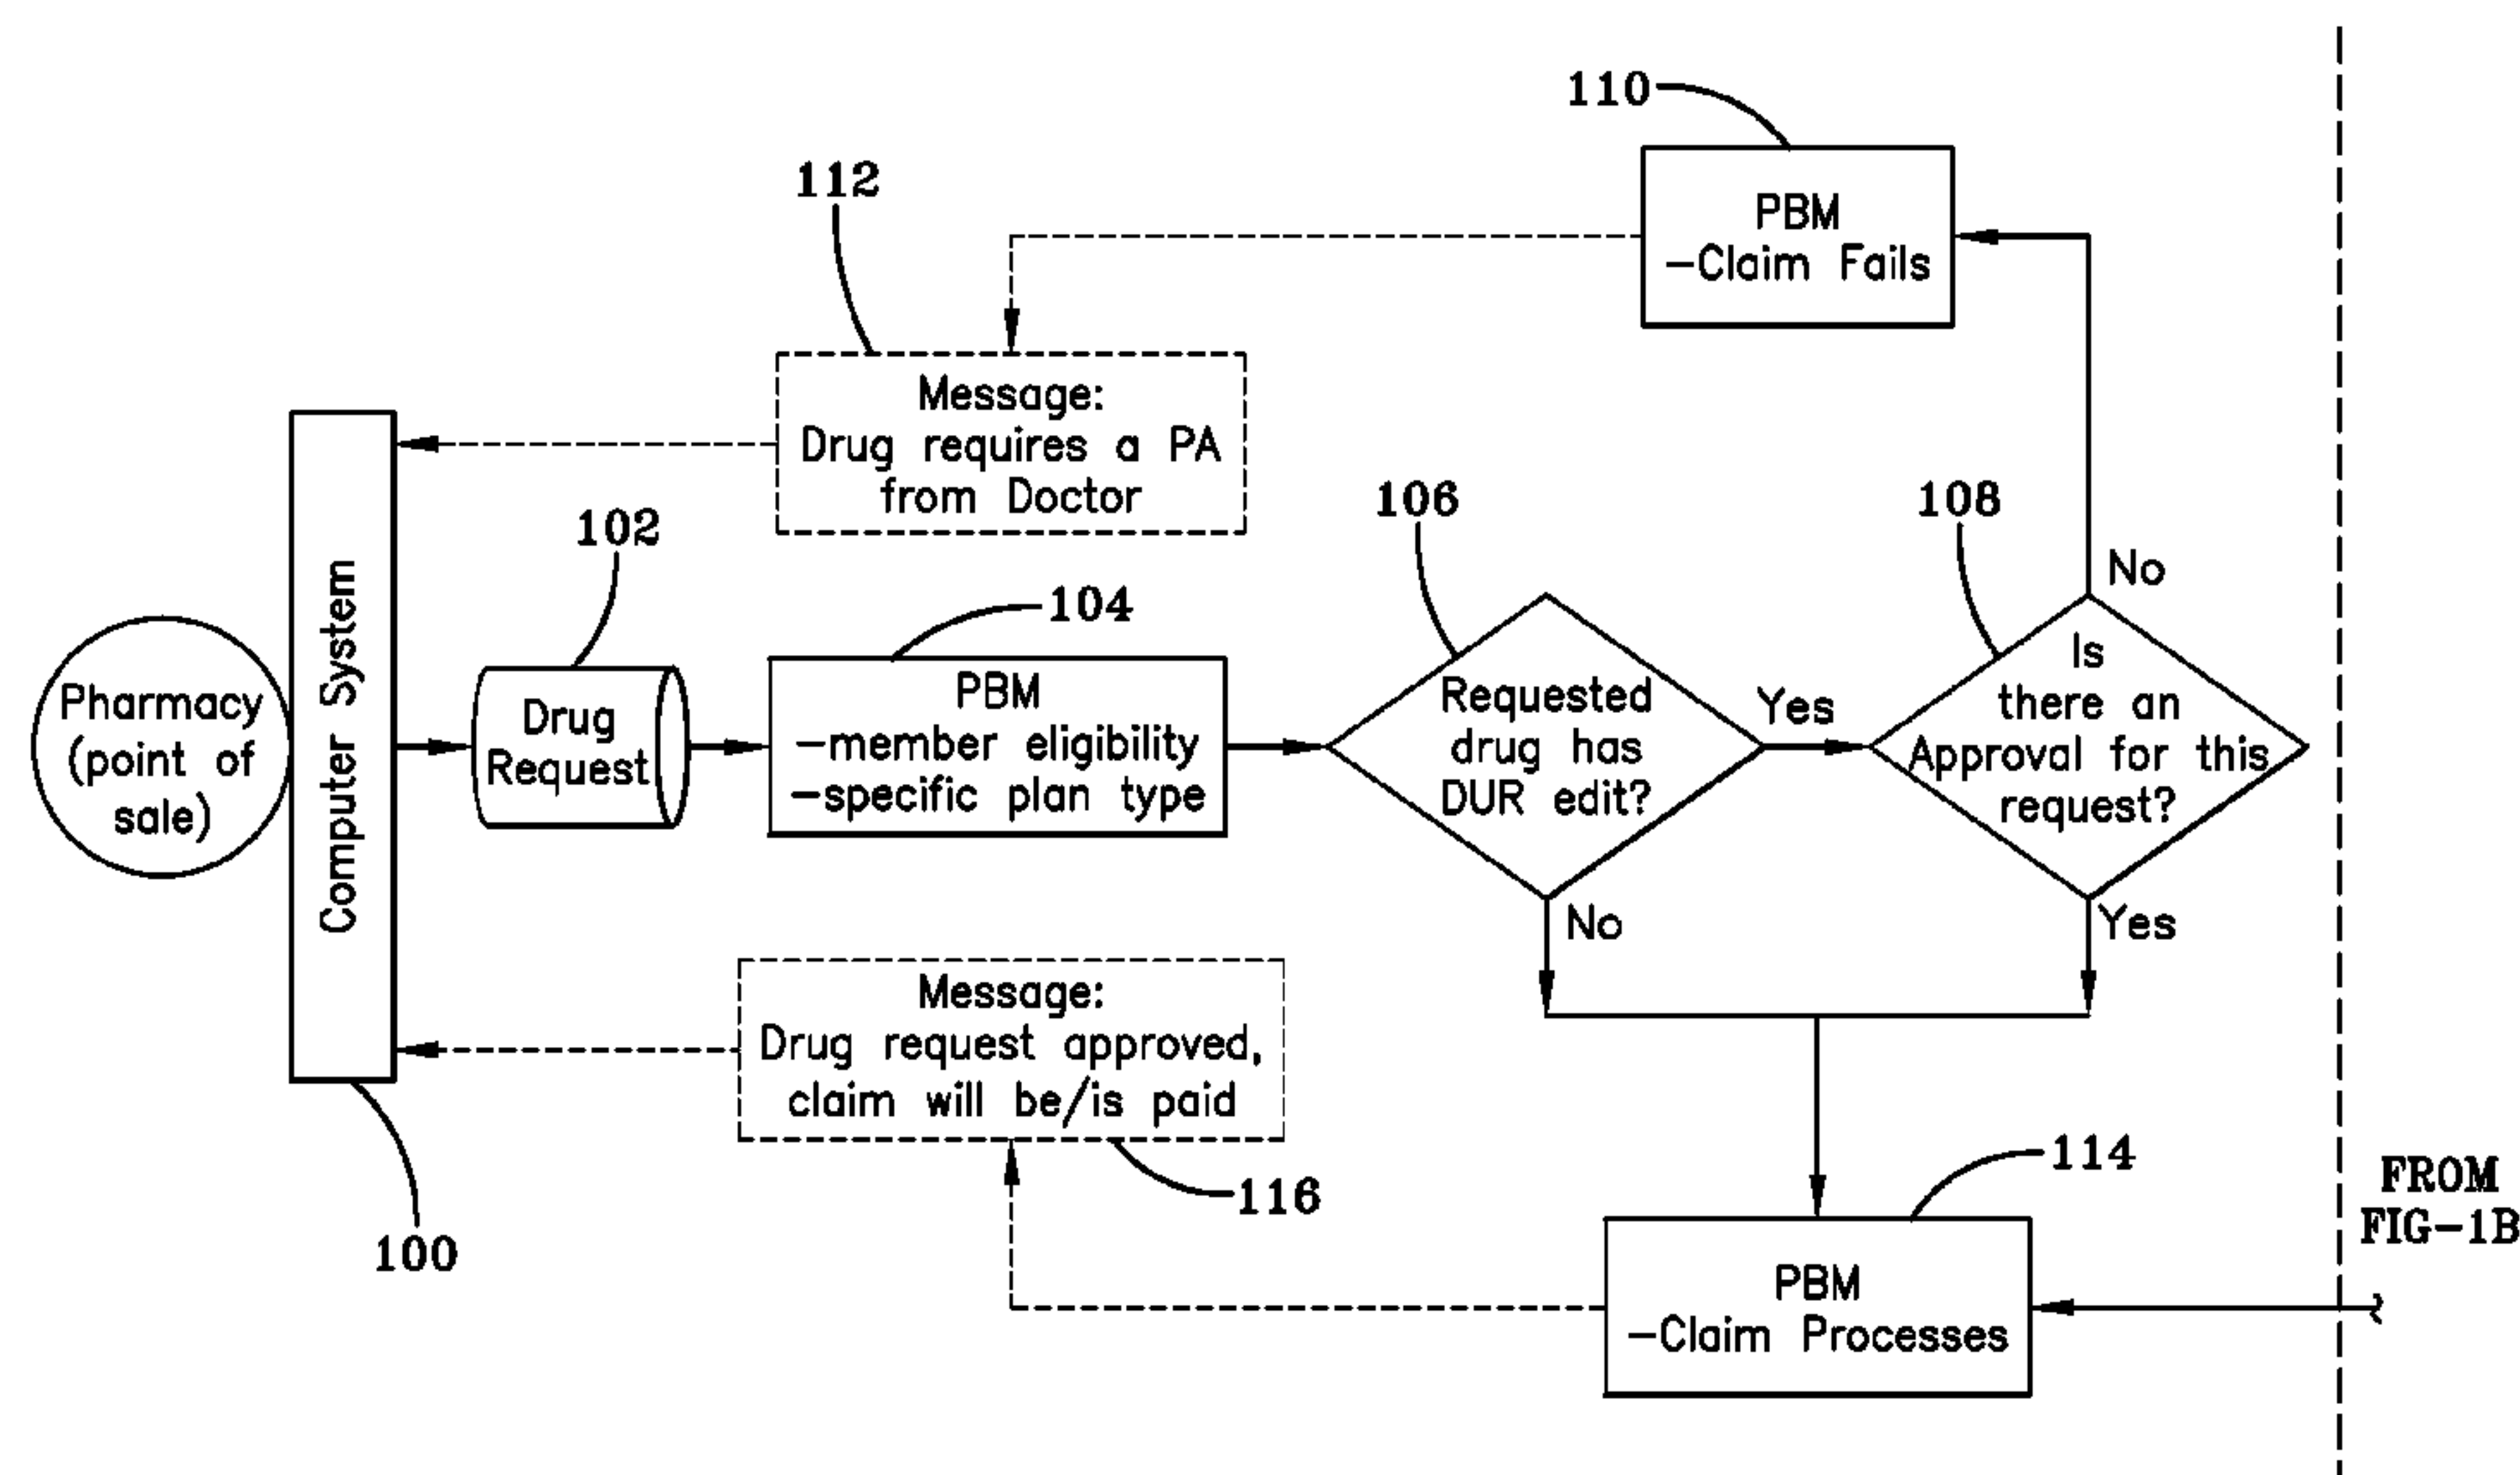 110
PBM
-Claim Fails
112
Message:
Drug requires a PA
from Doctor
102
104
106
108
No
Pharmacy
(point of
sale)
Computer System
Drug
Request
PBM
-member eligibility
-specific plan type
Requested
drug has
DUR edit?
Yes
Is
there an
Approval for this
request?
No
Yes
Message:
Drug request approved,
claim will be/is paid
116
100
114
PBM
-Claim Processes
FROM
FIG-1B